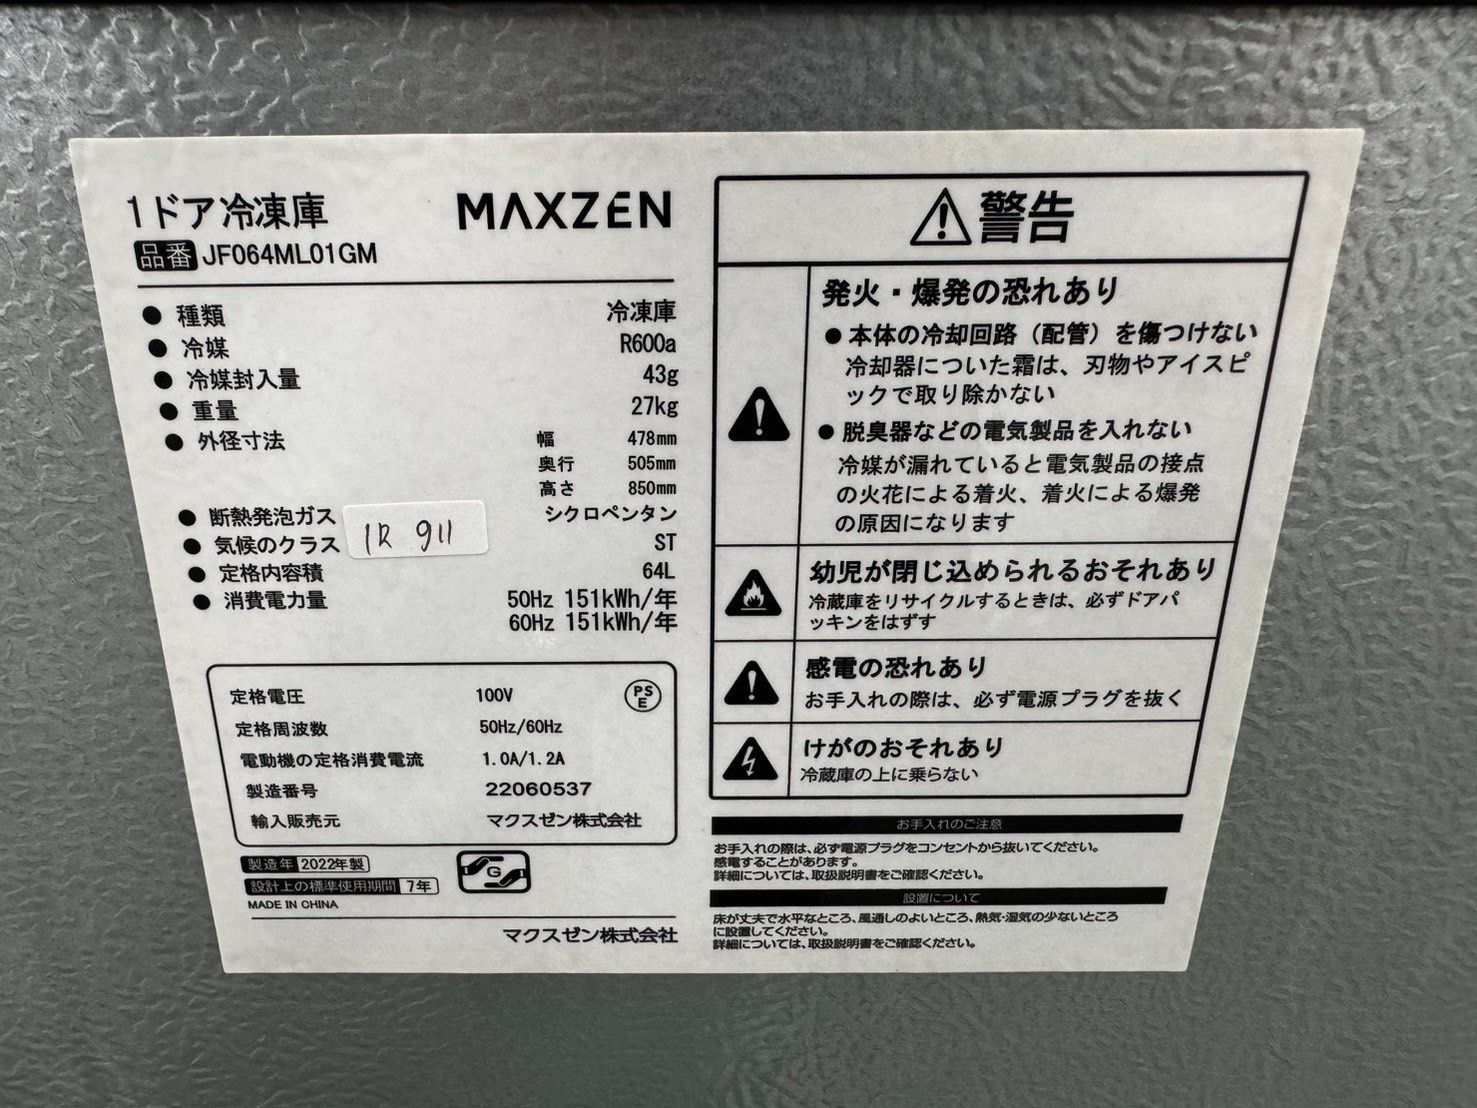 1ドア冷凍庫 MAXZEN
品番 JF064ML01GM
● 種類 冷凍庫
● 冷媒 R600a
● 冷媒封入量 43g
● 重量 27kg
● 外径寸法 幅 478mm
奥行 505mm
高さ 850mm
● 断熱発泡ガス シクロペンタン
● 気候のクラス ST
1R 911
● 定格内容積 64L
● 消費電力量 50Hz 151kWh/年
60Hz 151kWh/年
定格電圧 100V
PS
E
定格周波数 50Hz/60Hz
電動機の定格消費電流 1.0A/1.2A
製造番号 22060537
輸入販売元 マクスゼン株式会社
製造年 2022年製
設計上の標準使用期間 7年
G
MADE IN CHINA
マクスゼン株式会社
警告
発火・爆発の恐れあり
● 本体の冷却回路（配管）を傷つけない
冷却器についた霜は、刃物やアイスピ
ックで取り除かない
● 脱臭器などの電気製品を入れない
冷媒が漏れていると電気製品の接点
の火花による着火、着火による爆発
の原因になります
幼児が閉じ込められるおそれあり
冷蔵庫をリサイクルするときは、必ずドアパ
ッキンをはずす
感電の恐れあり
お手入れの際は、必ず電源プラグを抜く
けがのおそれあり
冷蔵庫の上に乗らない
お手入れのご注意
お手入れの際は、必ず電源プラグをコンセントから抜いてください。
感電することがあります。
詳細については、取扱説明書をご確認ください。
設置について
床が丈夫で水平なところ、風通しのよいところ、熱気・湿気の少ないところ
に設置してください。
詳細については、取扱説明書をご確認ください。